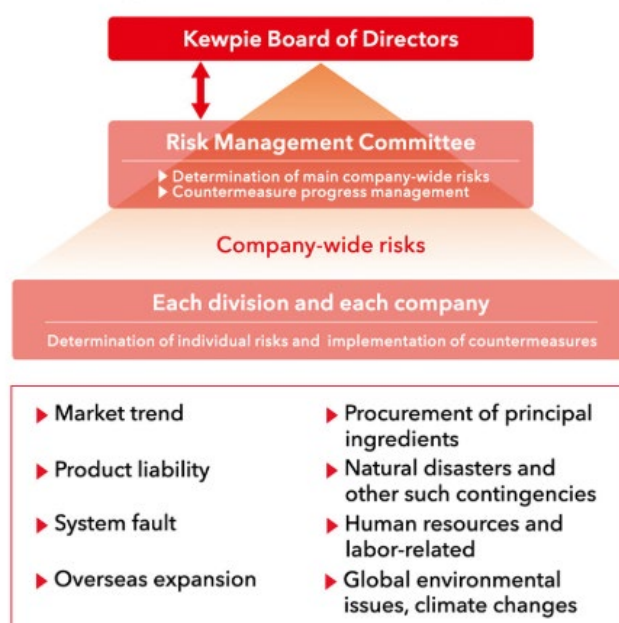 Kewpie Board of Directors
Risk Management Committee
▶ Determination of main company-wide risks
▶ Countermeasure progress management
Company-wide risks
Each division and each company
Determination of individual risks and implementation of countermeasures
▶ Market trend
▶ Product liability
▶ System fault
▶ Overseas expansion
▶ Procurement of principal
ingredients
▶ Natural disasters and
other such contingencies
▶ Human resources and
labor-related
▶ Global environmental
issues, climate changes